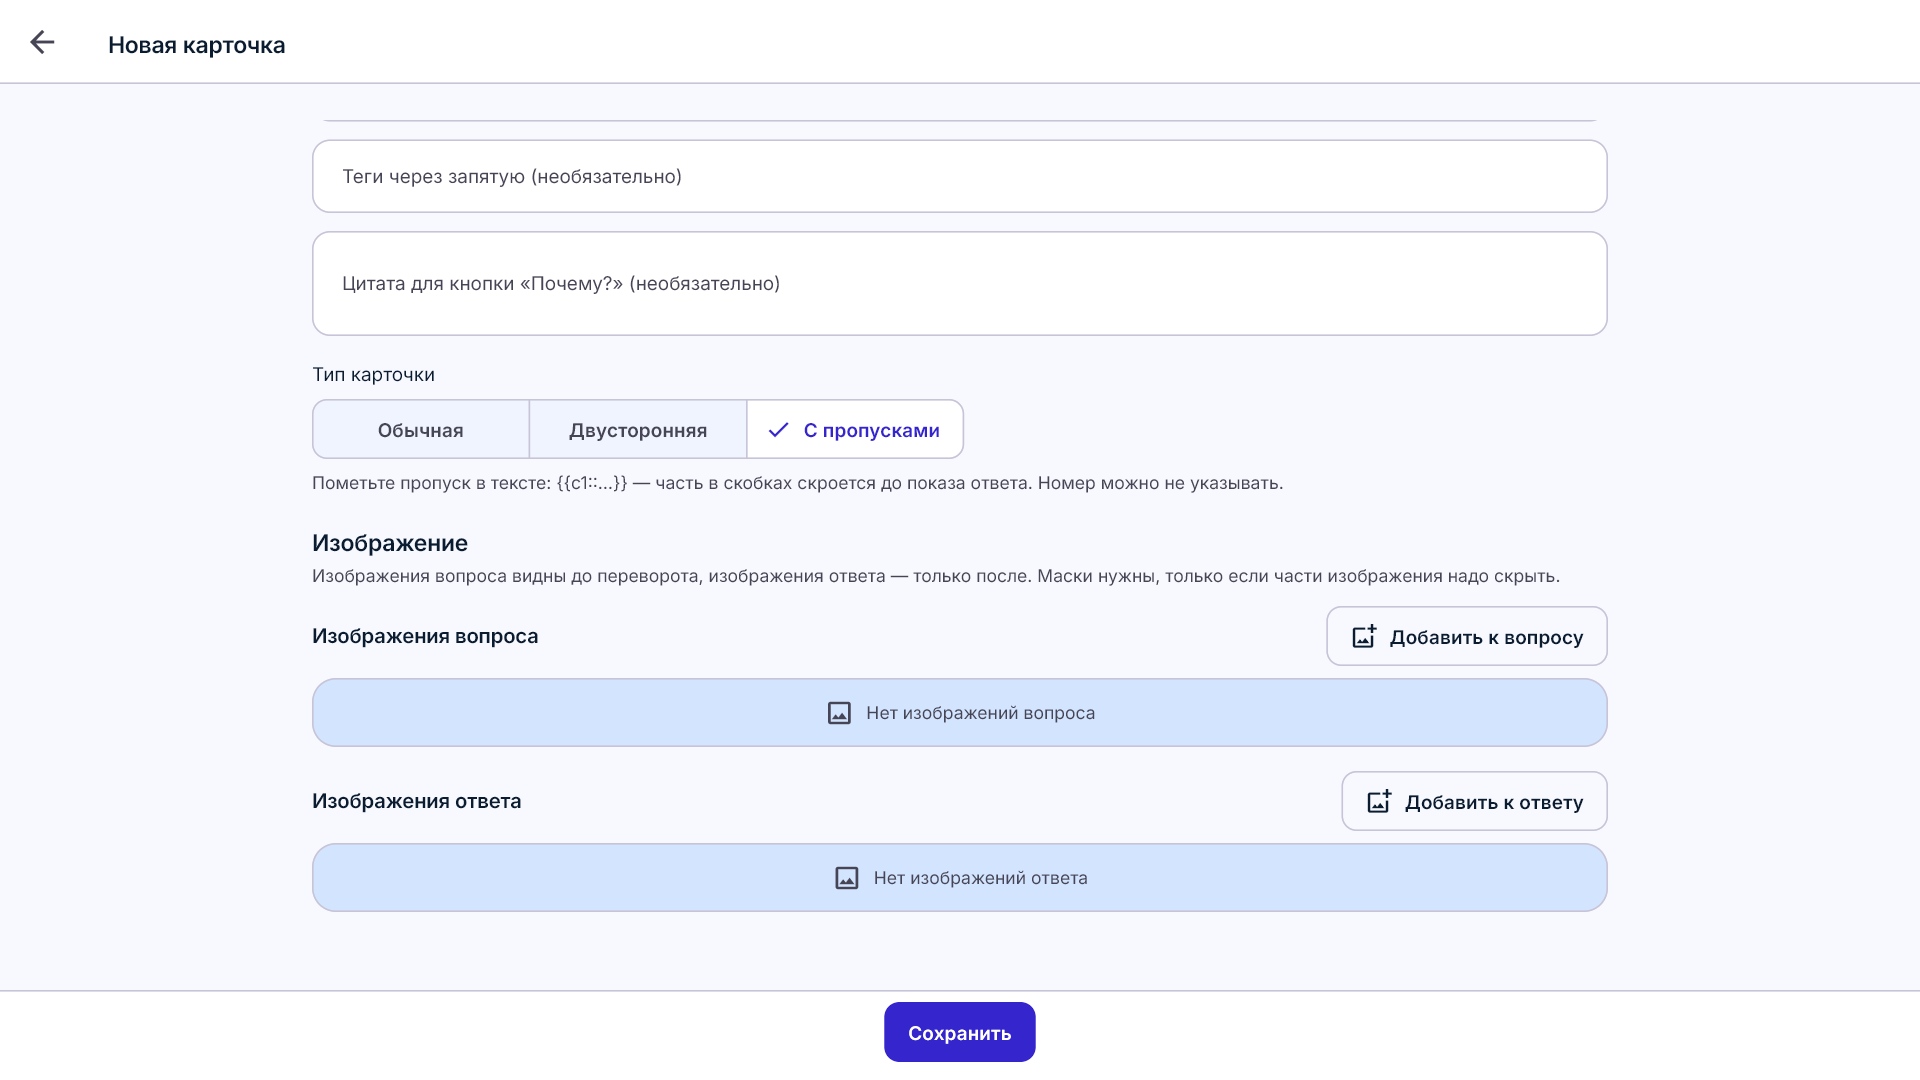 Новая карточка
Теги через запятую (необязательно)
Цитата для кнопки «Почему?» (необязательно)
Тип карточки
Обычная
Двусторонняя
С пропусками
Пометьте пропуск в тексте: {{c1::...}} — часть в скобках скроется до показа ответа. Номер можно не указывать.
Изображение
Изображения вопроса видны до переворота, изображения ответа — только после. Маски нужны, только если части изображения надо скрыть.
Изображения вопроса
Добавить к вопросу
Нет изображений вопроса
Изображения ответа
Добавить к ответу
Нет изображений ответа
Сохранить